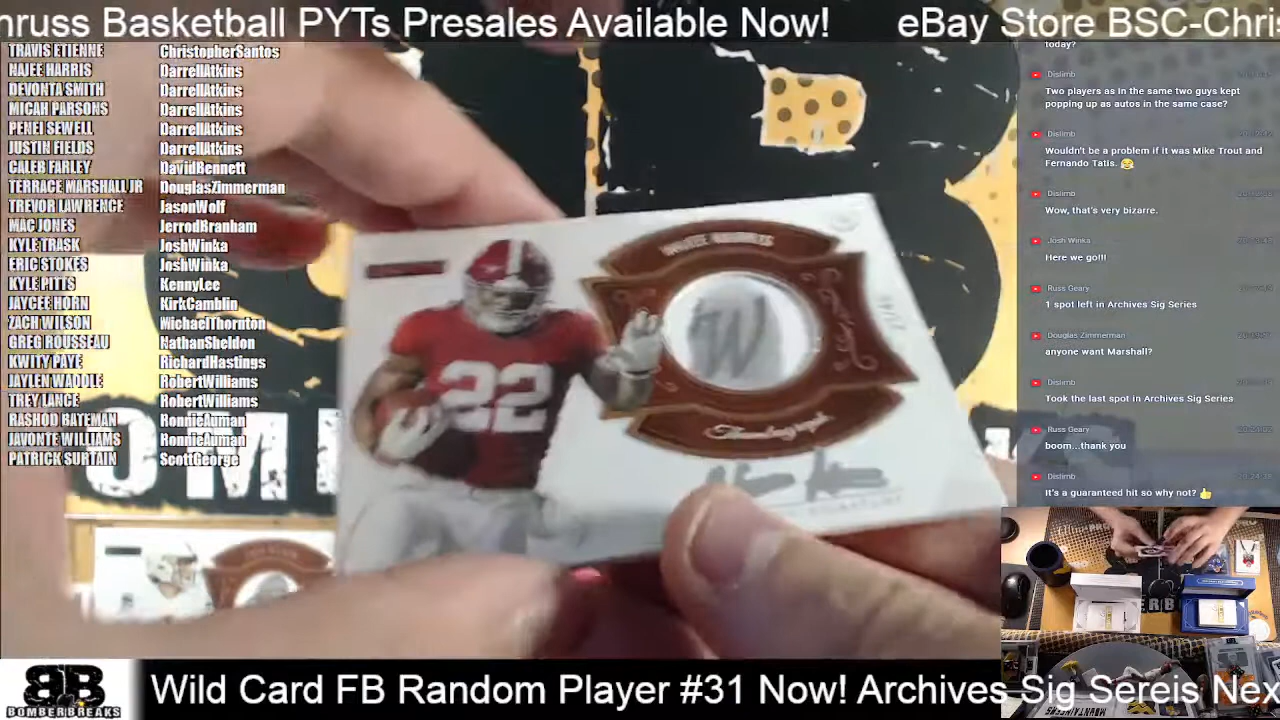 nruss Basketball PYTs Presales Available Now! eBay Store BSC-Chris
TRAVIS ETIENNE ChristopherSantos
NAJEE HARRIS DarrellAtkins
DEVONTA SMITH DarrellAtkins
MICAH PARSONS DarrellAtkins
PENEI SEWELL DarrellAtkins
JUSTIN FIELDS DarrellAtkins
CALEB FARLEY DavidBennett
TERRACE MARSHALL JR DouglasZimmerman
TREVOR LAWRENCE JasonWolf
MAC JONES JerrodBranham
KYLE TRASK JoshWinka
ERIC STOKES JoshWinka
KYLE PITTS KennyLee
JAYCEE HORN KirkCamblin
ZACH WILSON MichaelThornton
GREG ROUSSEAU NathanSheldon
KWITY PAYE RichardHastings
JAYLEN WADDLE RobertWilliams
TREY LANCE RobertWilliams
RASHOD BATEMAN RonnieAuman
JAVONTE WILLIAMS RonnieAuman
PATRICK SURTAIN ScottGeorge
22
W
today?
Dislimb
Two players as in the same two guys kept
popping up as autos in the same case?
Dislimb
Wouldn't be a problem if it was Mike Trout and
Fernando Tatis. 😂
Dislimb
Wow, that's very bizarre.
Josh Winka
Here we go!!!
Russ Geary
1 spot left in Archives Sig Series
Douglas Zimmerman
anyone want Marshall?
Dislimb
Took the last spot in Archives Sig Series
Russ Geary
boom...thank you
Dislimb
It's a guaranteed hit so why not? 👍
BB
BOMBERBREAKS
Wild Card FB Random Player #31 Now! Archives Sig Sereis Nex